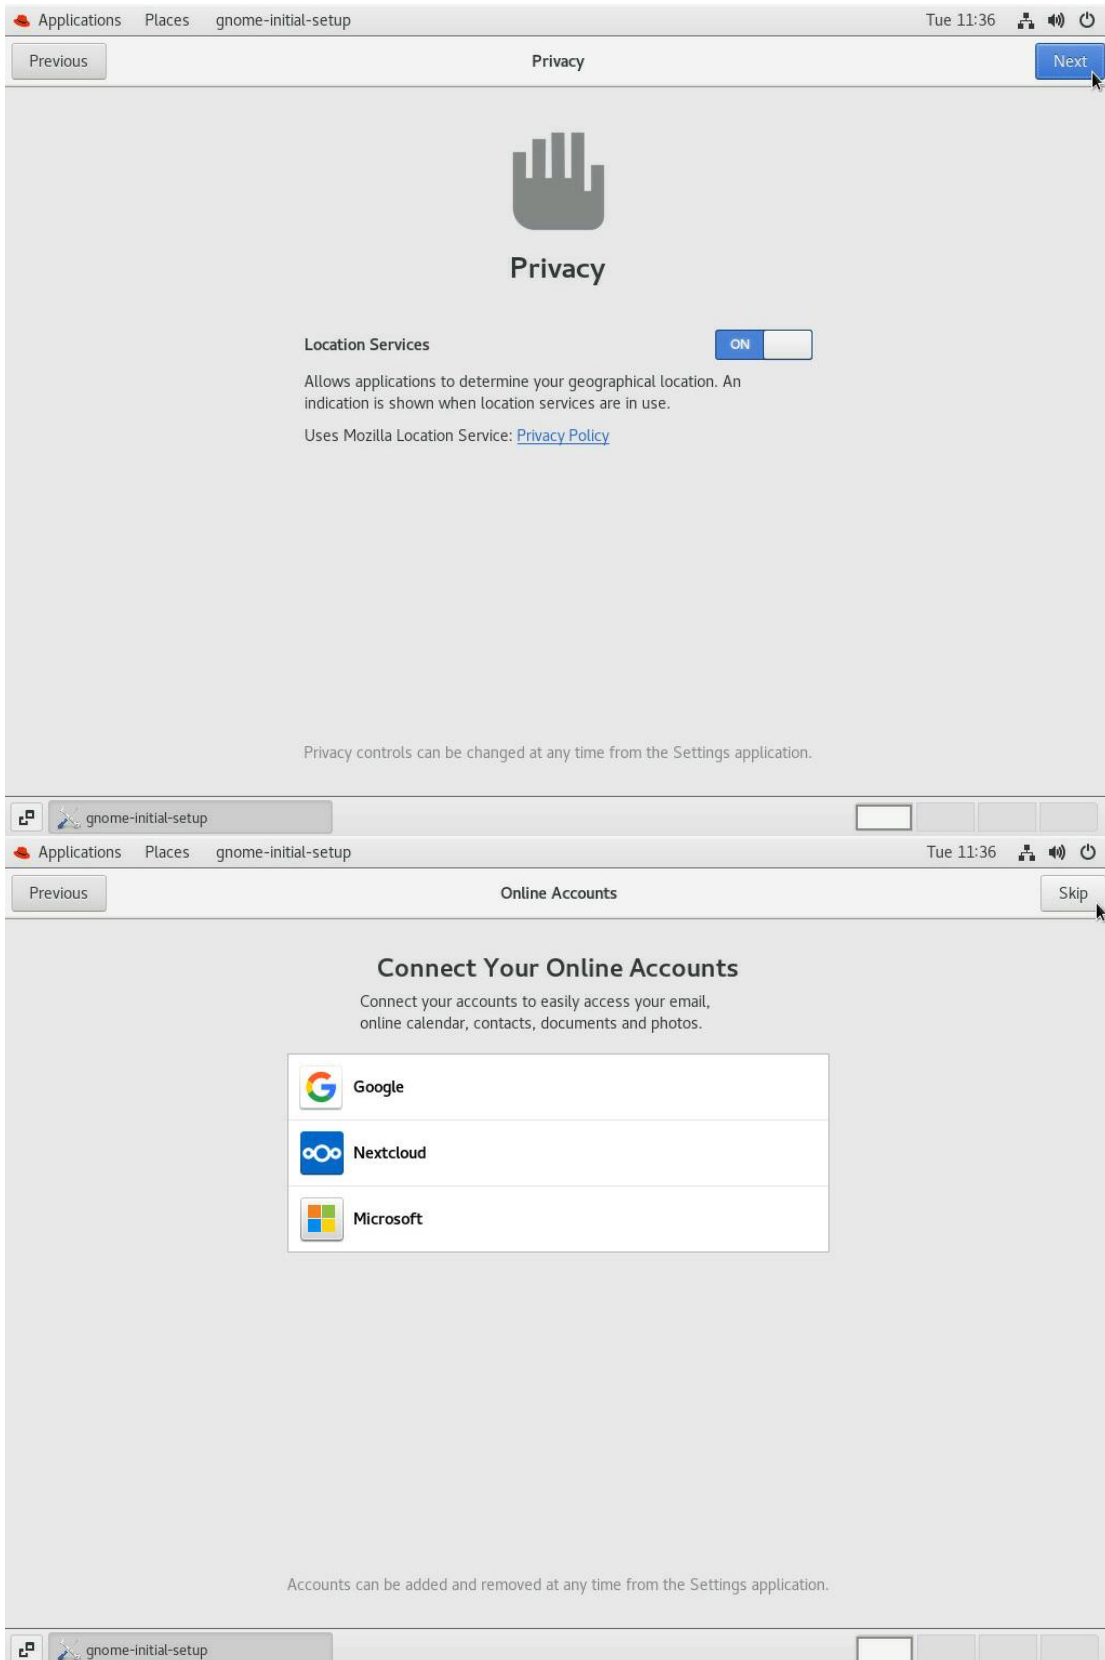 Applications Places gnome-initial-setup Tue 11:36
Previous Privacy Next
Privacy
Location Services ON
Allows applications to determine your geographical location. An
indication is shown when location services are in use.
Uses Mozilla Location Service: Privacy Policy
Privacy controls can be changed at any time from the Settings application.
gnome-initial-setup
Applications Places gnome-initial-setup Tue 11:36
Previous Online Accounts Skip
Connect Your Online Accounts
Connect your accounts to easily access your email,
online calendar, contacts, documents and photos.
Google
Nextcloud
Microsoft
Accounts can be added and removed at any time from the Settings application.
gnome-initial-setup